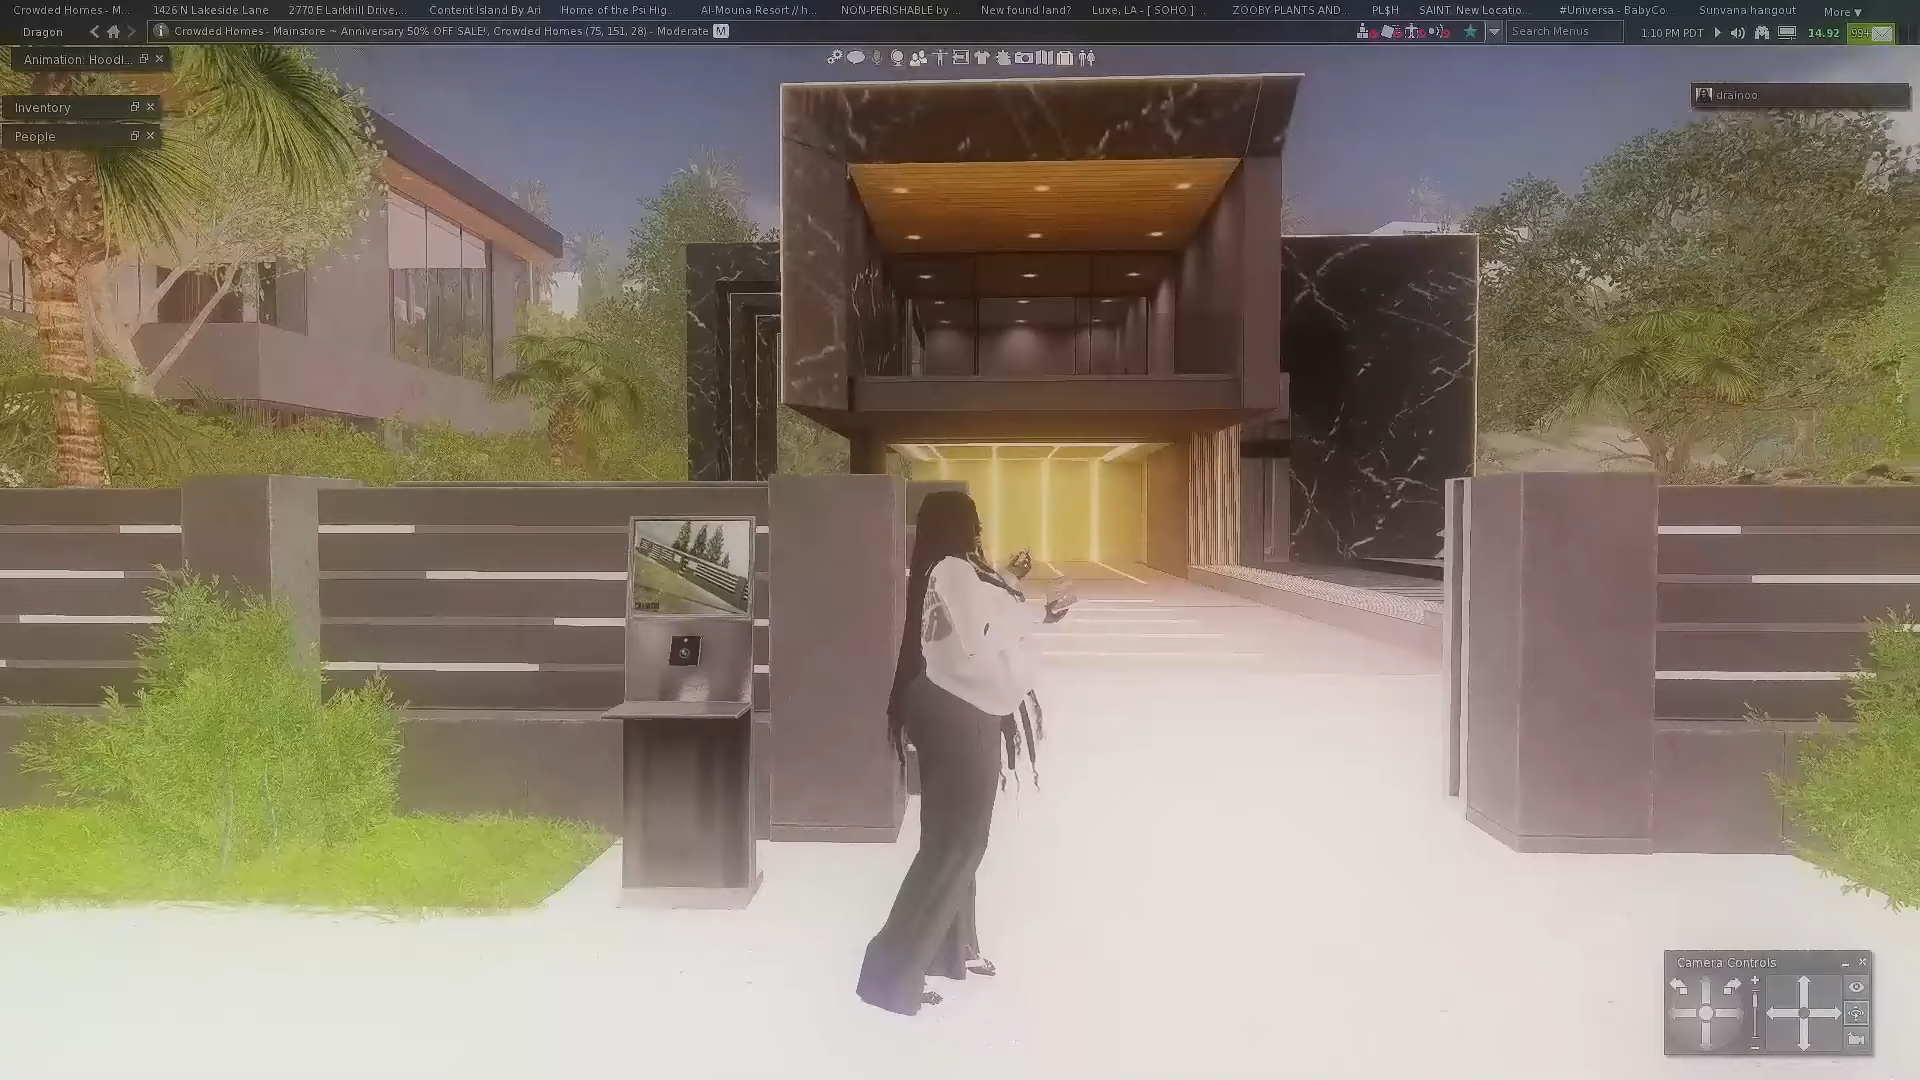 Crowded Homes - M...
1426 N Lakeside Lane
2770 E Larkhill Drive,...
Content Island By Ari
Home of the Psi Hig...
Al-Mouna Resort // h...
NON-PERISHABLE by ...
New found land?
Luxe, LA - [ SOHO ] ...
ZOOBY PLANTS AND...
PL$H
SAINT. New Locatio...
#Universa - BabyCo...
Sunvana hangout
More ▼
Dragon
Crowded Homes - Mainstore ~ Anniversary 50% OFF SALE!, Crowded Homes (75, 151, 28) - Moderate M
Search Menus
1:10 PM PDT
14.92
99+
Animation: Hoodl...
Inventory
People
drainoo
Camera Controls